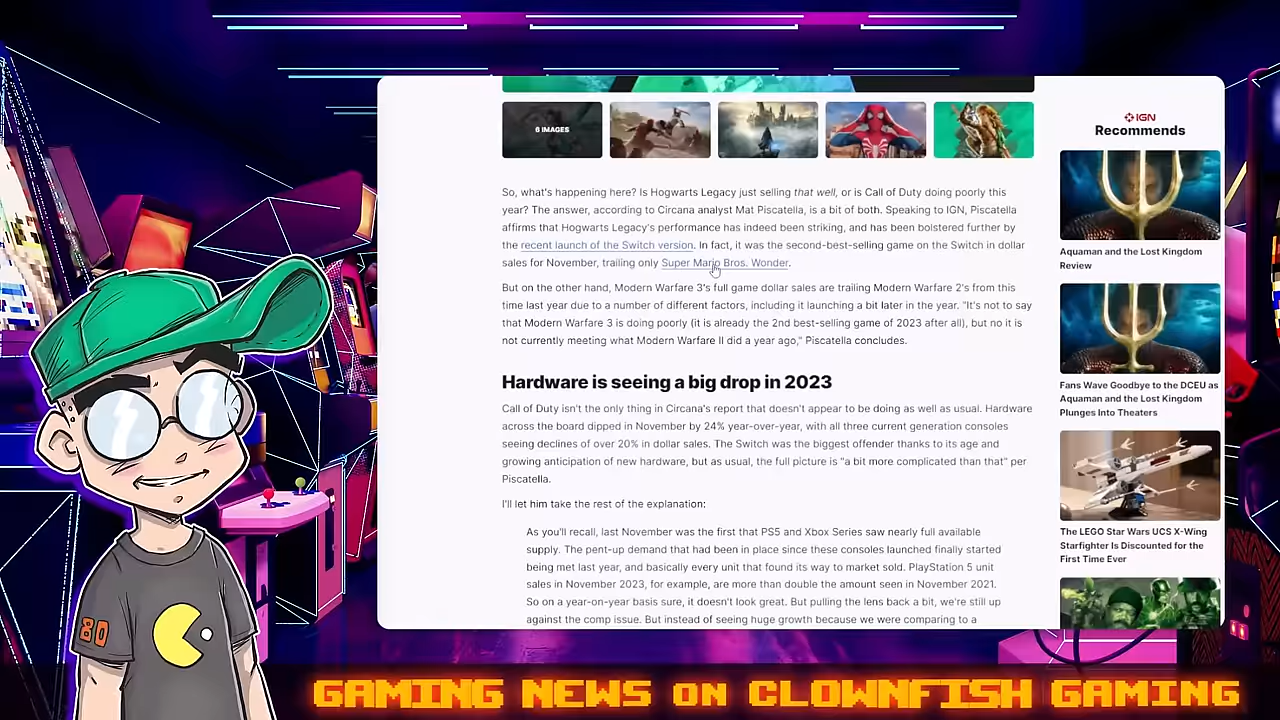 6 IMAGES
So, what's happening here? Is Hogwarts Legacy just selling that well, or is Call of Duty doing poorly this
year? The answer, according to Circana analyst Mat Piscatella, is a bit of both. Speaking to IGN, Piscatella
affirms that Hogwarts Legacy's performance has indeed been striking, and has been bolstered further by
the recent launch of the Switch version. In fact, it was the second-best-selling game on the Switch in dollar
sales for November, trailing only Super Mario Bros. Wonder.
But on the other hand, Modern Warfare 3's full game dollar sales are trailing Modern Warfare 2's from this
time last year due to a number of different factors, including it launching a bit later in the year. "It's not to say
that Modern Warfare 3 is doing poorly (it is already the 2nd best-selling game of 2023 after all), but no it is
not currently meeting what Modern Warfare II did a year ago," Piscatella concludes.
Hardware is seeing a big drop in 2023
Call of Duty isn't the only thing in Circana's report that doesn't appear to be doing as well as usual. Hardware
across the board dipped in November by 24% year-over-year, with all three current generation consoles
seeing declines of over 20% in dollar sales. The Switch was the biggest offender thanks to its age and
growing anticipation of new hardware, but as usual, the full picture is "a bit more complicated than that" per
Piscatella.
I'll let him take the rest of the explanation:
As you'll recall, last November was the first that PS5 and Xbox Series saw nearly full available
supply. The pent-up demand that had been in place since these consoles launched finally started
being met last year, and basically every unit that found its way to market sold. PlayStation 5 unit
sales in November 2023, for example, are more than double the amount seen in November 2021.
So on a year-on-year basis sure, it doesn't look great. But pulling the lens back a bit, we're still up
against the comp issue. But instead of seeing huge growth because we were comparing to a
IGN
Recommends
Aquaman and the Lost Kingdom
Review
Fans Wave Goodbye to the DCEU as
Aquaman and the Lost Kingdom
Plunges Into Theaters
The LEGO Star Wars UCS X-Wing
Starfighter Is Discounted for the
First Time Ever
80
GAMING NEWS ON CLOWNFISH GAMING